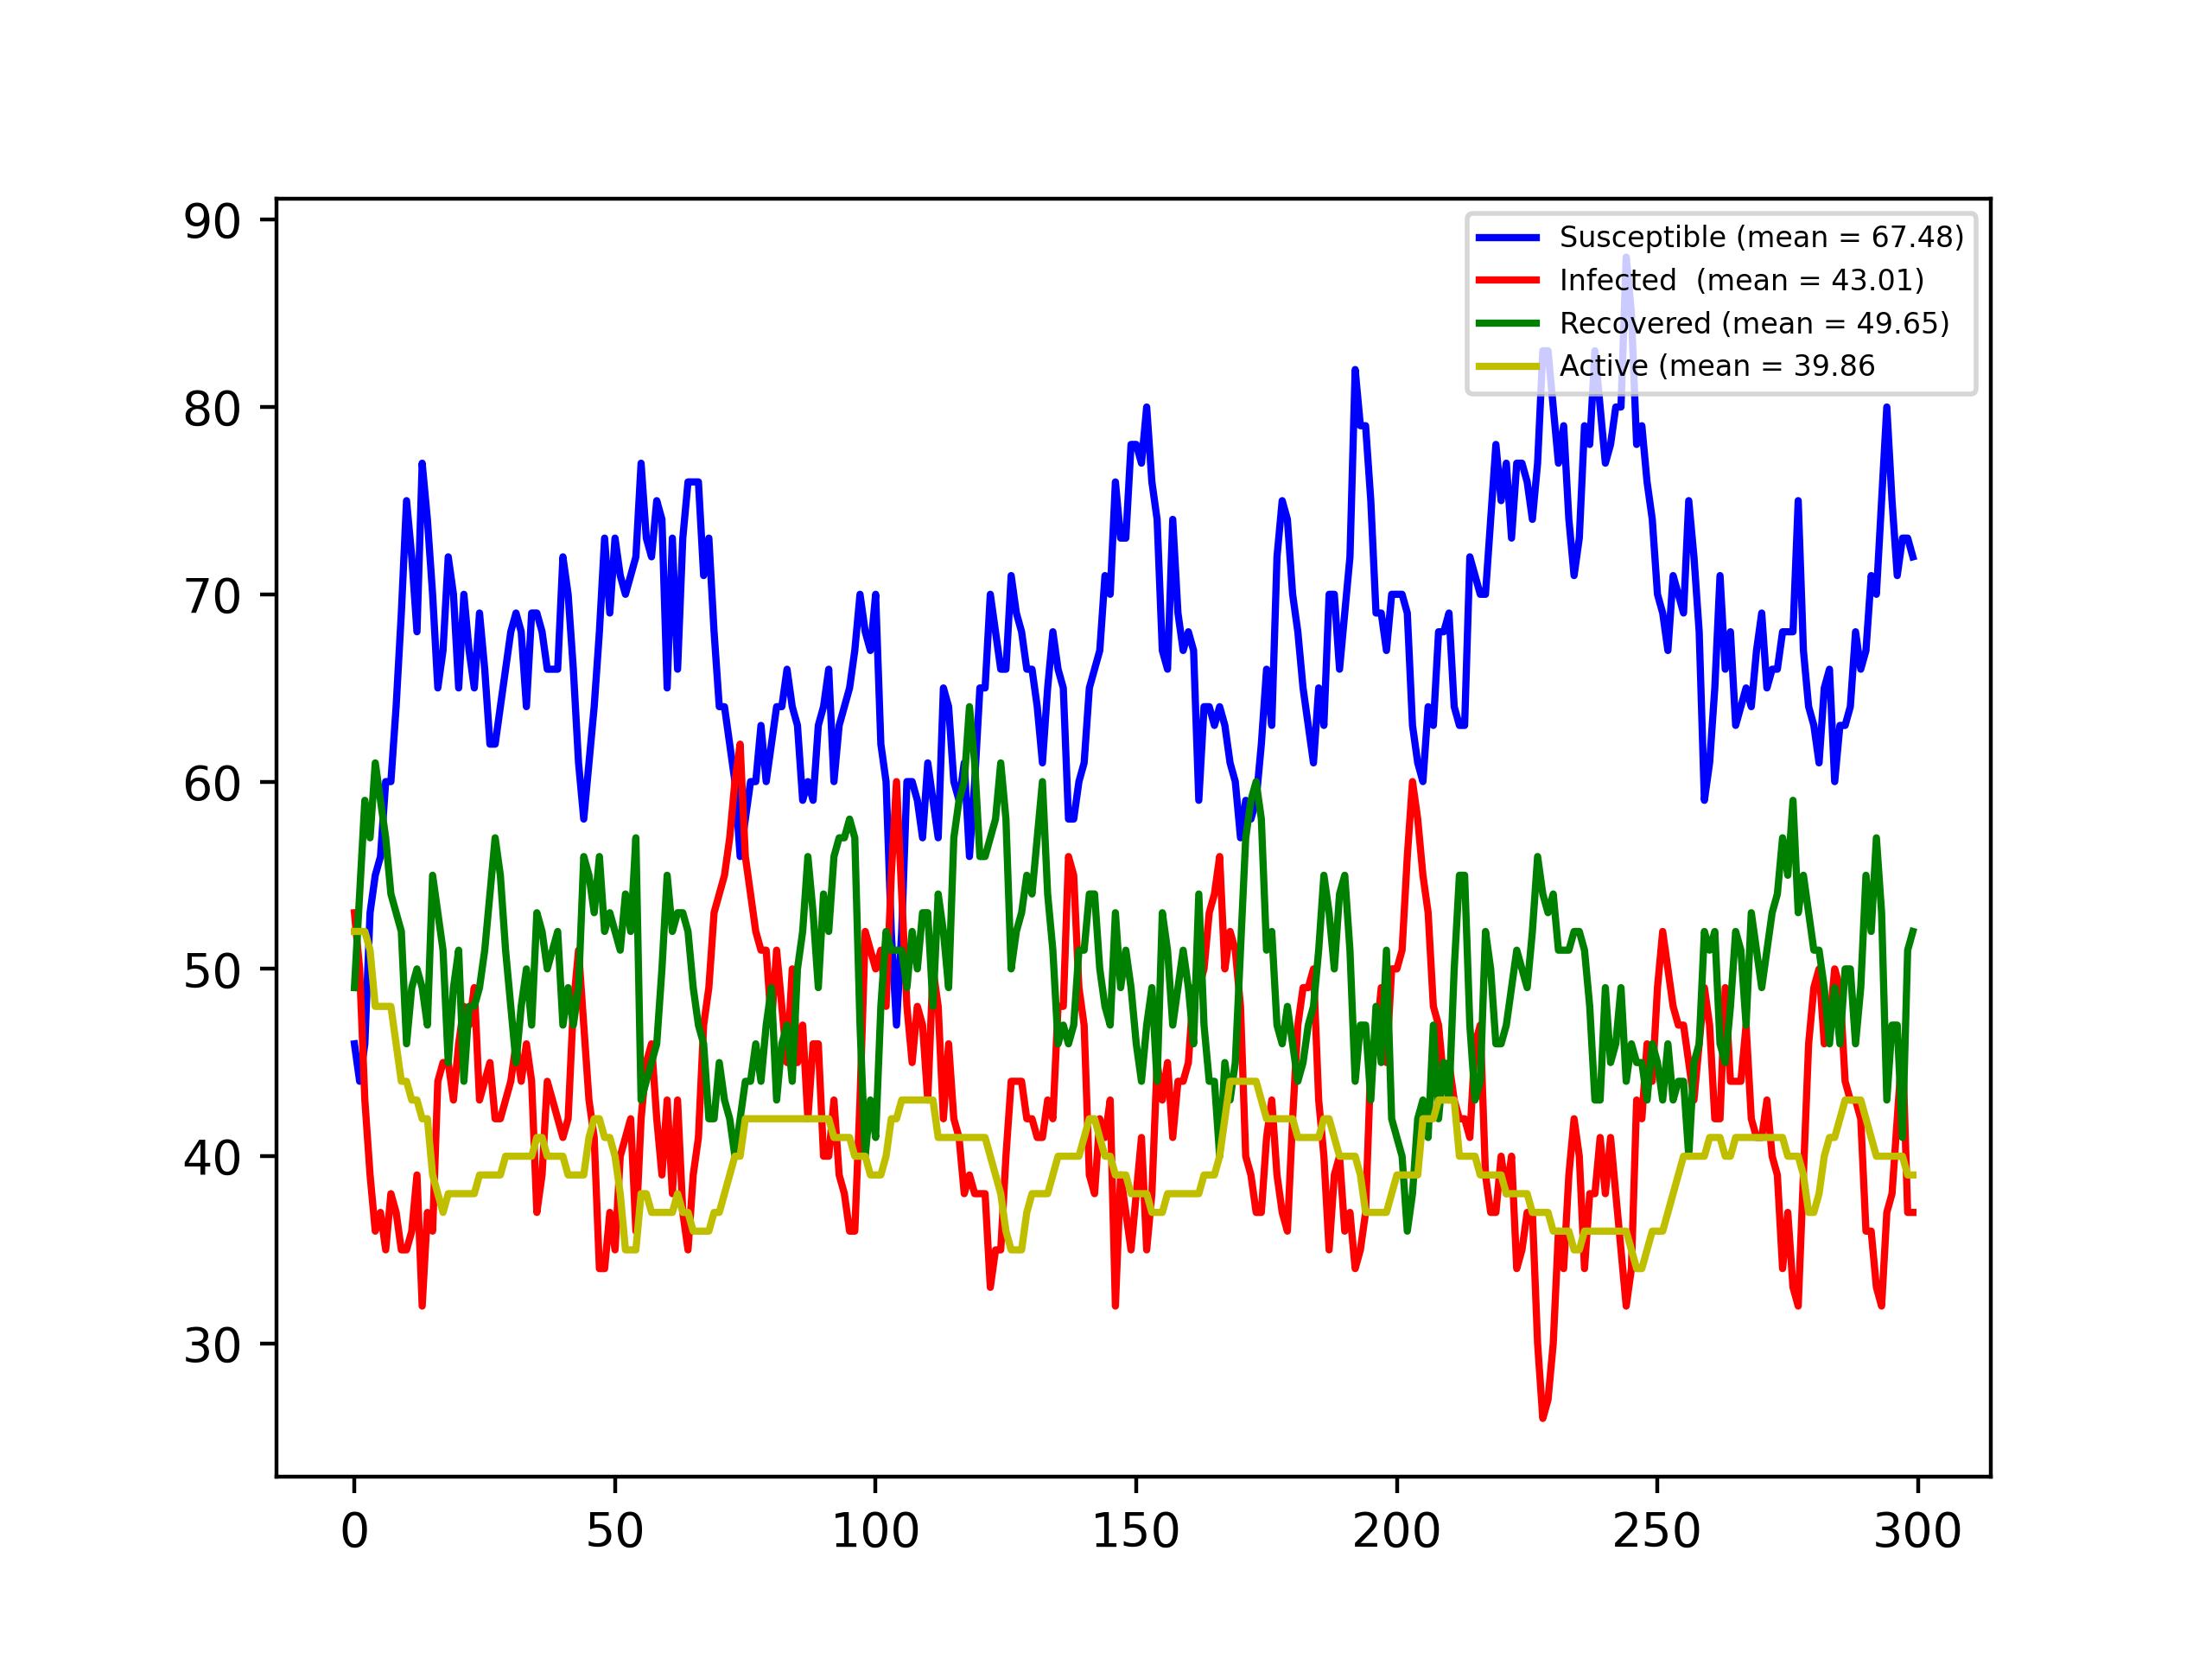 90
80
70
60
50
40
30
0 50 100 150 200 250 300
Susceptible (mean = 67.48)
Infected  (mean = 43.01)
Recovered (mean = 49.65)
Active (mean = 39.86